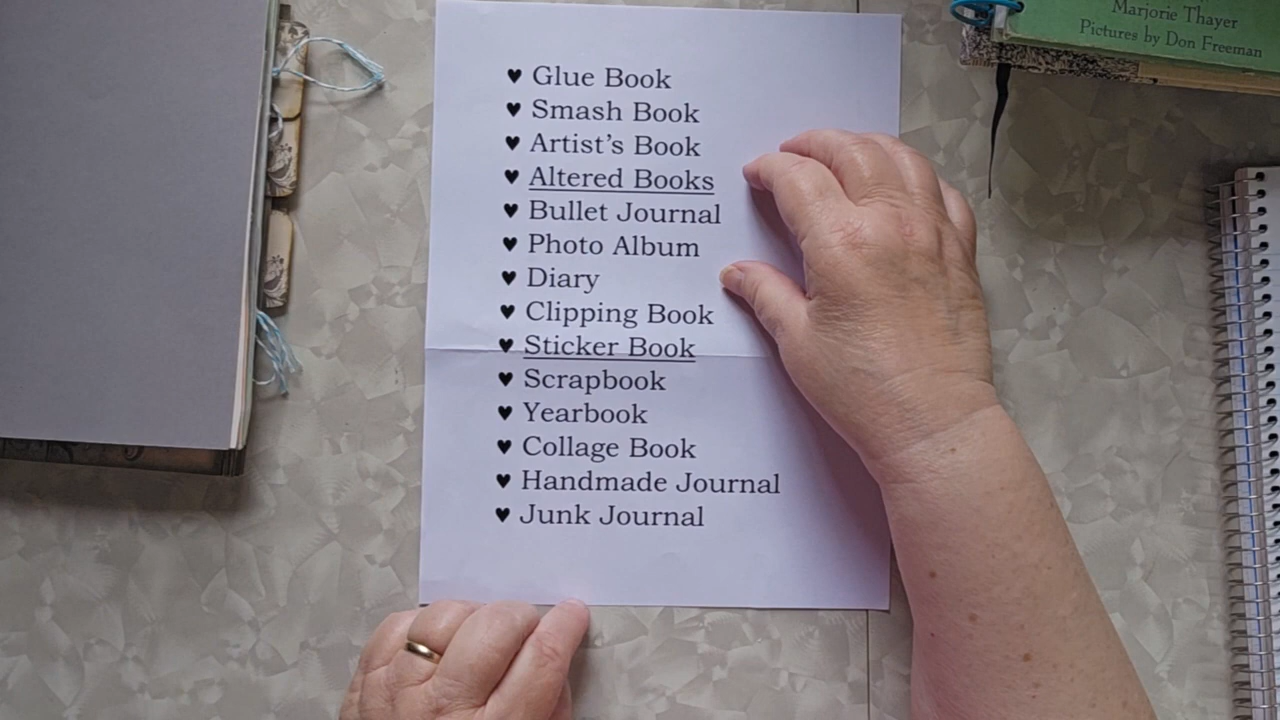 ♥ Glue Book
♥ Smash Book
♥ Artist's Book
♥ Altered Books
♥ Bullet Journal
♥ Photo Album
♥ Diary
♥ Clipping Book
♥ Sticker Book
♥ Scrapbook
♥ Yearbook
♥ Collage Book
♥ Handmade Journal
♥ Junk Journal
Marjorie Thayer
Pictures by Don Freeman